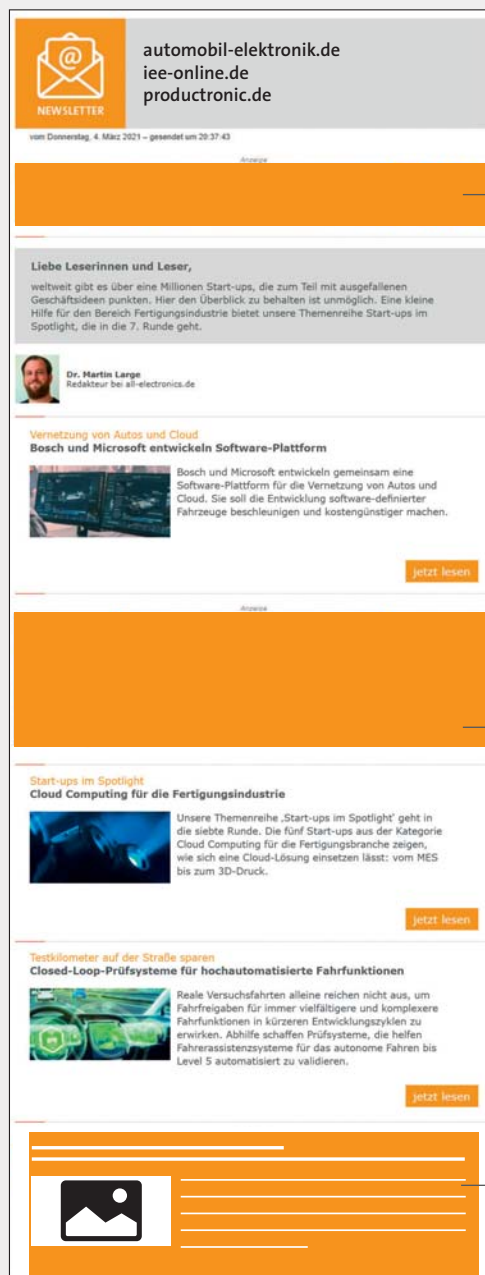 @
NEWSLETTER
automobil-elektronik.de
iee-online.de
productronic.de
vom Donnerstag, 4. März 2021 – gesendet um 20:37:43
Anzeige
Liebe Leserinnen und Leser,
weltweit gibt es über eine Millionen Start-ups, die zum Teil mit ausgefallenen
Geschäftsideen punkten. Hier den Überblick zu behalten ist unmöglich. Eine kleine
Hilfe für den Bereich Fertigungsindustrie bietet unsere Themenreihe Start-ups im
Spotlight, die in die 7. Runde geht.
Dr. Martin Large
Redakteur bei all-electronics.de
Vernetzung von Autos und Cloud
Bosch und Microsoft entwickeln Software-Plattform
Bosch und Microsoft entwickeln gemeinsam eine
Software-Plattform für die Vernetzung von Autos und
Cloud. Sie soll die Entwicklung software-definierter
Fahrzeuge beschleunigen und kostengünstiger machen.
jetzt lesen
Anzeige
Start-ups im Spotlight
Cloud Computing für die Fertigungsindustrie
Unsere Themenreihe ‚Start-ups im Spotlight' geht in
die siebte Runde. Die fünf Start-ups aus der Kategorie
Cloud Computing für die Fertigungsbranche zeigen,
wie sich eine Cloud-Lösung einsetzen lässt: vom MES
bis zum 3D-Druck.
jetzt lesen
Testkilometer auf der Straße sparen
Closed-Loop-Prüfsysteme für hochautomatisierte Fahrfunktionen
Reale Versuchsfahrten alleine reichen nicht aus, um
Fahrfreigaben für immer vielfältigere und komplexere
Fahrfunktionen in kürzeren Entwicklungszyklen zu
erwirken. Abhilfe schaffen Prüfsysteme, die helfen
Fahrerassistenzsysteme für das autonome Fahren bis
Level 5 automatisiert zu validieren.
jetzt lesen